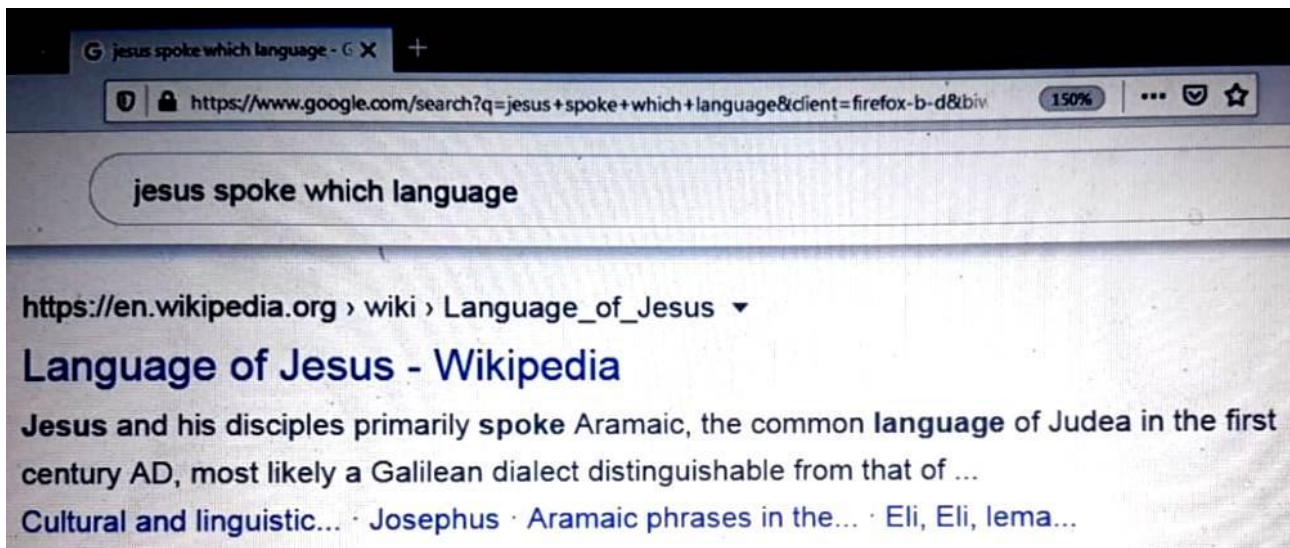 G jesus spoke which language - G
https://www.google.com/search?q=jesus+spoke+which+language&client=firefox-b-d&biw 150%
jesus spoke which language
https://en.wikipedia.org › wiki › Language_of_Jesus
Language of Jesus - Wikipedia
Jesus and his disciples primarily spoke Aramaic, the common language of Judea in the first
century AD, most likely a Galilean dialect distinguishable from that of ...
Cultural and linguistic... · Josephus · Aramaic phrases in the... · Eli, Eli, lema...